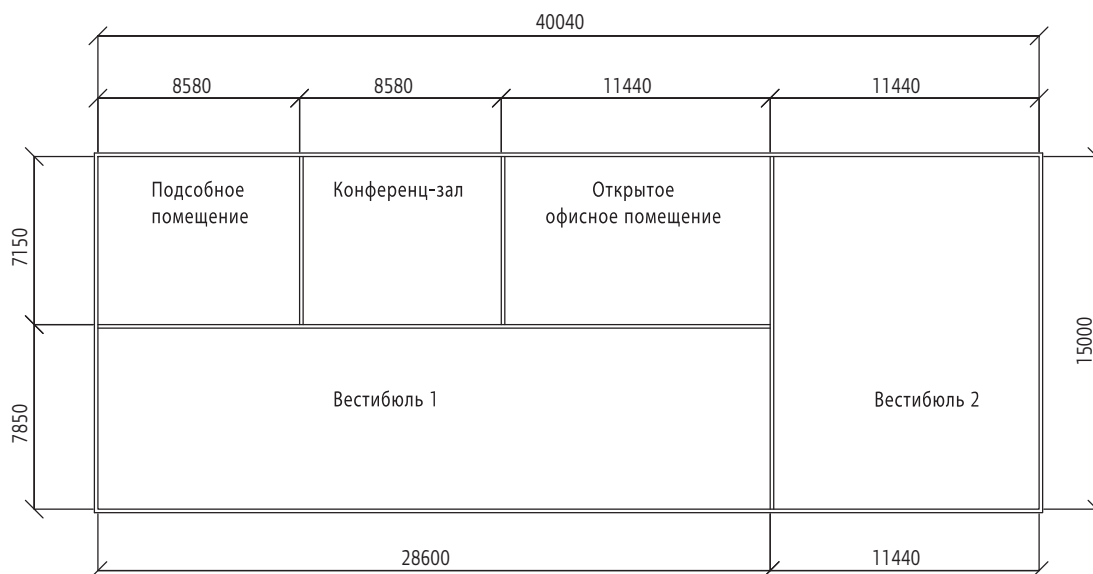 40040
8580
8580
11440
11440
Подсобное
помещение
Конференц-зал
Открытое
офисное помещение
7150
15000
Вестибюль 1
Вестибюль 2
7850
28600
11440